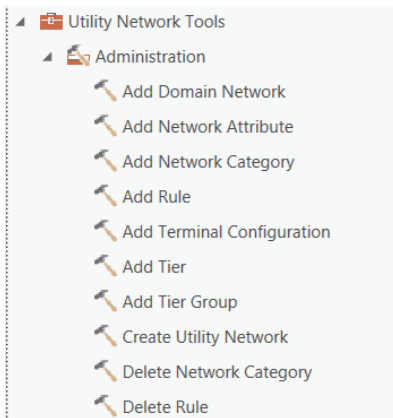 Utility Network Tools
Administration
Add Domain Network
Add Network Attribute
Add Network Category
Add Rule
Add Terminal Configuration
Add Tier
Add Tier Group
Create Utility Network
Delete Network Category
Delete Rule